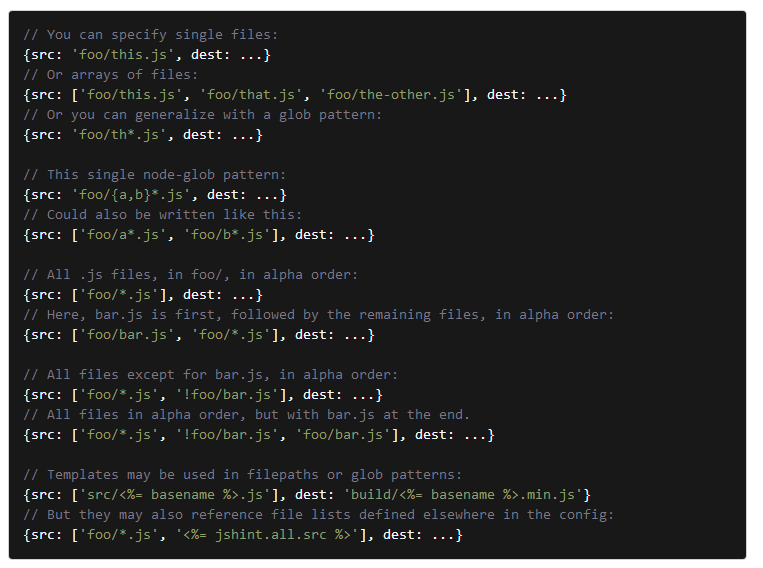 // You can specify single files:
{src: 'foo/this.js', dest: ...}
// Or arrays of files:
{src: ['foo/this.js', 'foo/that.js', 'foo/the-other.js'], dest: ...}
// Or you can generalize with a glob pattern:
{src: 'foo/th*.js', dest: ...}
// This single node-glob pattern:
{src: 'foo/{a,b}*.js', dest: ...}
// Could also be written like this:
{src: ['foo/a*.js', 'foo/b*.js'], dest: ...}
// All .js files, in foo/, in alpha order:
{src: ['foo/*.js'], dest: ...}
// Here, bar.js is first, followed by the remaining files, in alpha order:
{src: ['foo/bar.js', 'foo/*.js'], dest: ...}
// All files except for bar.js, in alpha order:
{src: ['foo/*.js', '!foo/bar.js'], dest: ...}
// All files in alpha order, but with bar.js at the end.
{src: ['foo/*.js', '!foo/bar.js', 'foo/bar.js'], dest: ...}
// Templates may be used in filepaths or glob patterns:
{src: ['src/<%= basename %>.js'], dest: 'build/<%= basename %>.min.js'}
// But they may also reference file lists defined elsewhere in the config:
{src: ['foo/*.js', '<%= jshint.all.src %>'], dest: ...}